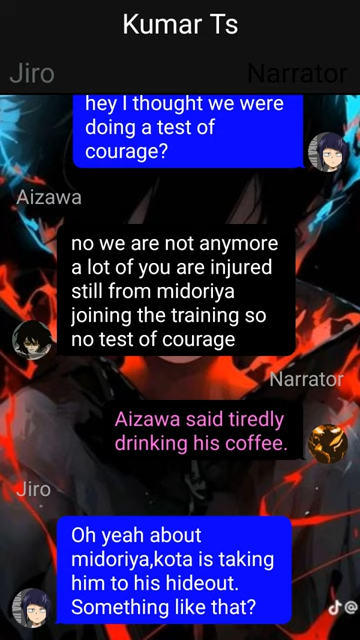 Kumar Ts
Jiro
Narrator
hey I thought we were
doing a test of
courage?
Aizawa
no we are not anymore
a lot of you are injured
still from midoriya
joining the training so
no test of courage
Narrator
Aizawa said tiredly
drinking his coffee.
Jiro
Oh yeah about
midoriya,kota is taking
him to his hideout.
Something like that?
@